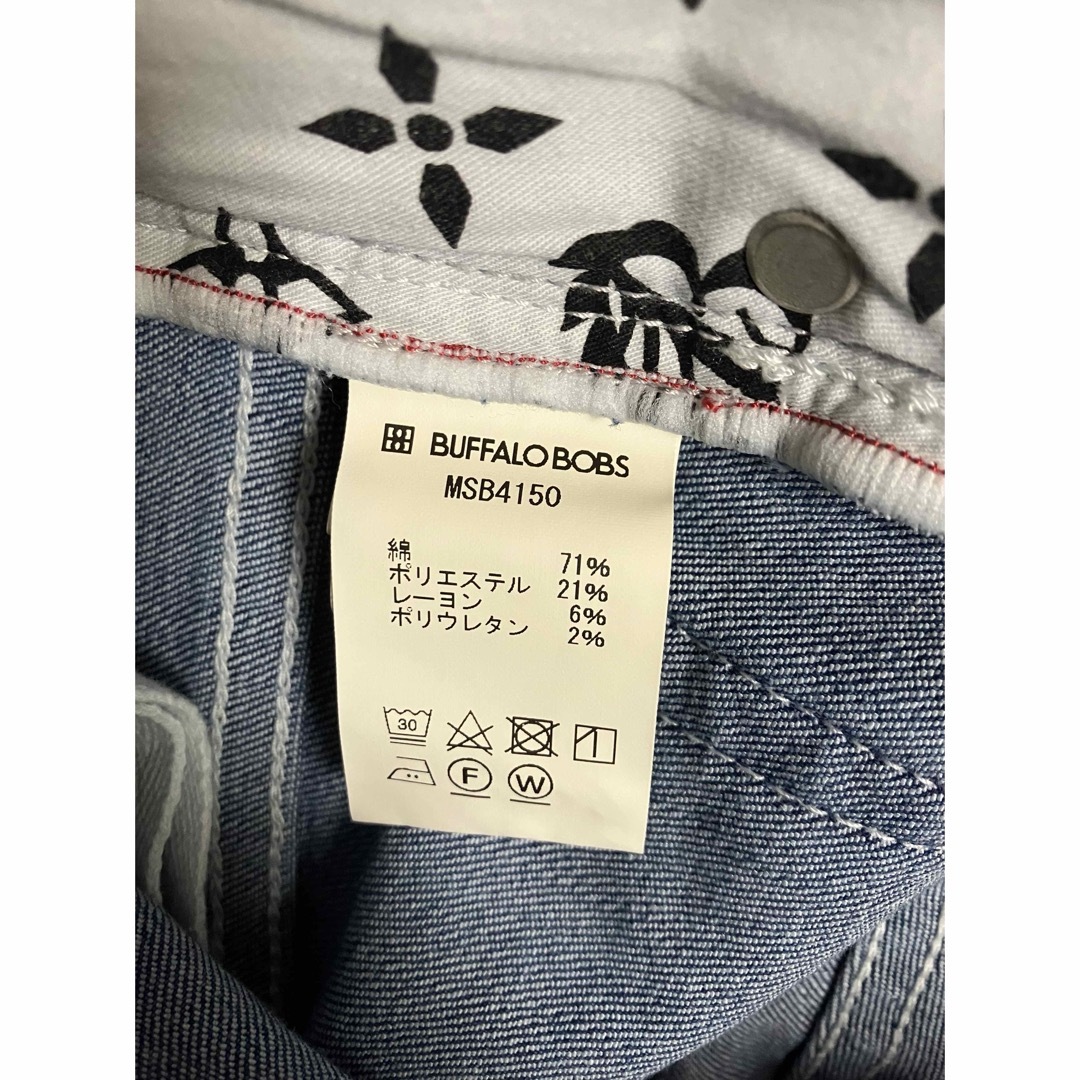 BUFFALO BOBS
MSB4150
綿 71%
ポリエステル 21%
レーヨン 6%
ポリウレタン 2%
30
F W